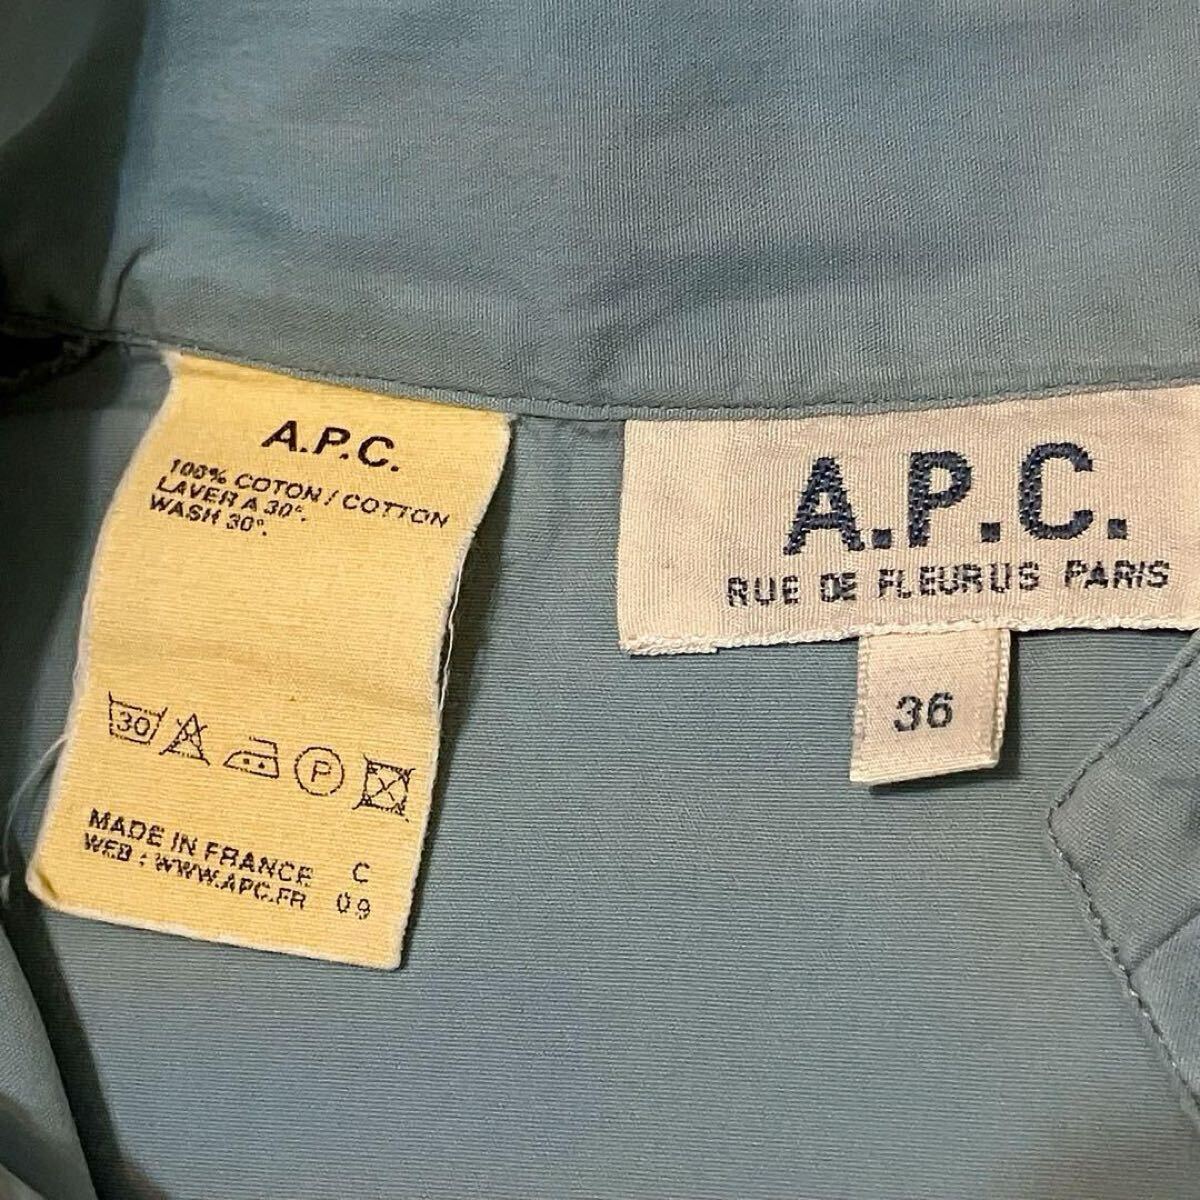 A.P.C.
100% COTON / COTTON
LAVER A 30°.
WASH 30°.
30 P
MADE IN FRANCE C
WEB : WWW.APC.FR 09
A.P.C.
RUE DE FLEURUS PARIS
36